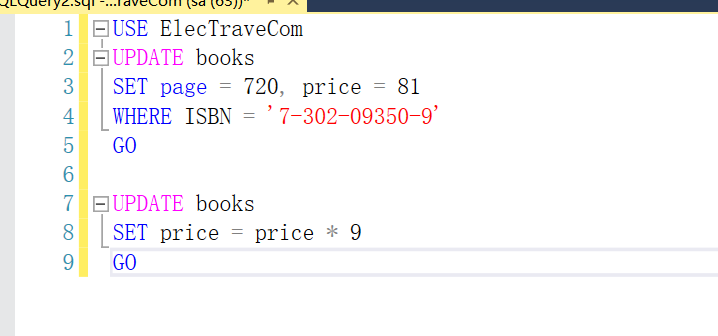 QLQuery2.sql -...raveCom (sa (63))*
1 USE ElecTraveCom
2 UPDATE books
3 SET page = 720, price = 81
4 WHERE ISBN = '7-302-09350-9'
5 GO
6
7 UPDATE books
8 SET price = price * 9
9 GO